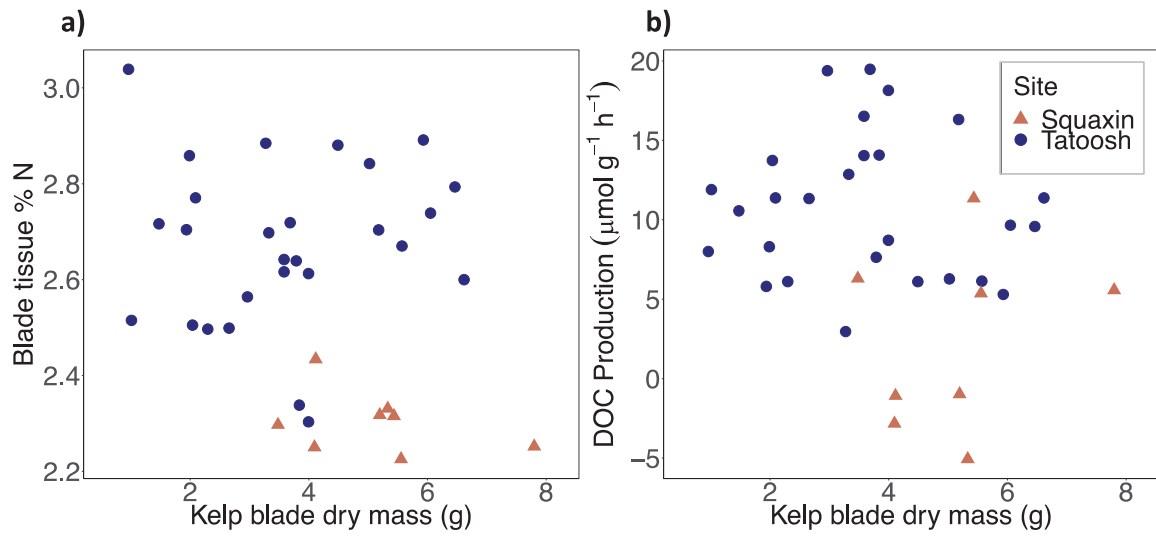 a)
3.0
2.8
2.6
2.4
2.2
Blade tissue % N
2 4 6 8
Kelp blade dry mass (g)
b)
20
15
10
5
0
−5
DOC Production (μmol g⁻¹ h⁻¹)
Site
Squaxin
Tatoosh
2 4 6 8
Kelp blade dry mass (g)